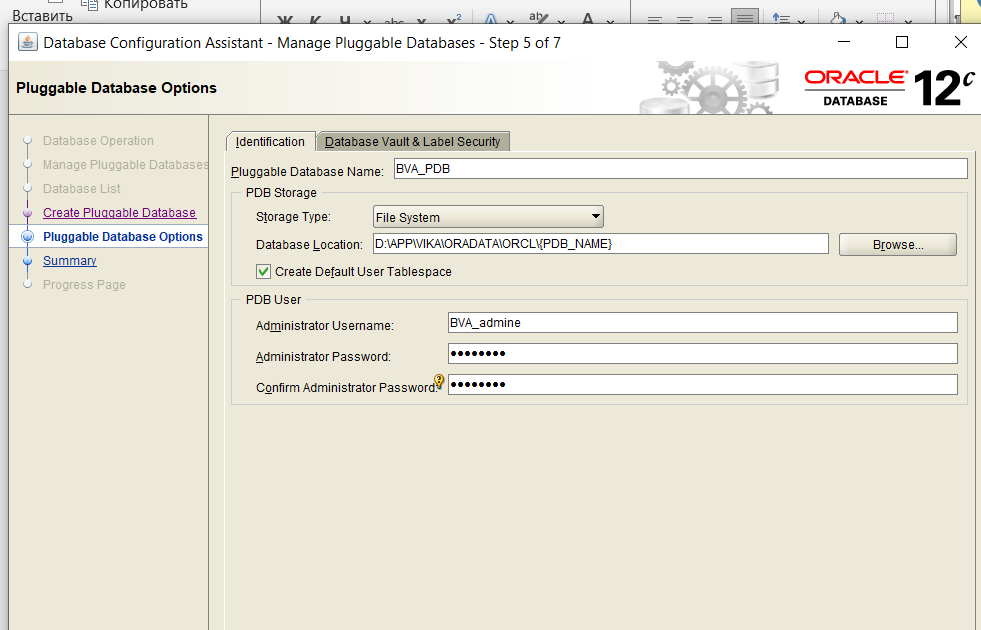 Вставить
Копировать
Ж К Ч abc x x² A ab A
Database Configuration Assistant - Manage Pluggable Databases - Step 5 of 7
Pluggable Database Options
ORACLE®
DATABASE
12c
Database Operation
Manage Pluggable Databases
Database List
Create Pluggable Database
Pluggable Database Options
Summary
Progress Page
Identification
Database Vault & Label Security
Pluggable Database Name:
BVA_PDB
PDB Storage
Storage Type:
File System
Database Location:
D:\APP\VIKA\ORADATA\ORCL\{PDB_NAME}
Browse...
Create Default User Tablespace
PDB User
Administrator Username:
BVA_admine
Administrator Password:
••••••••
Confirm Administrator Password:
••••••••